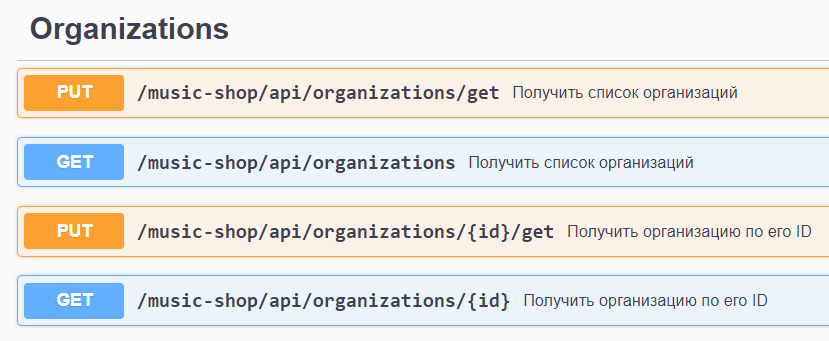 Organizations
PUT /music-shop/api/organizations/get Получить список организаций
GET /music-shop/api/organizations Получить список организаций
PUT /music-shop/api/organizations/{id}/get Получить организацию по его ID
GET /music-shop/api/organizations/{id} Получить организацию по его ID